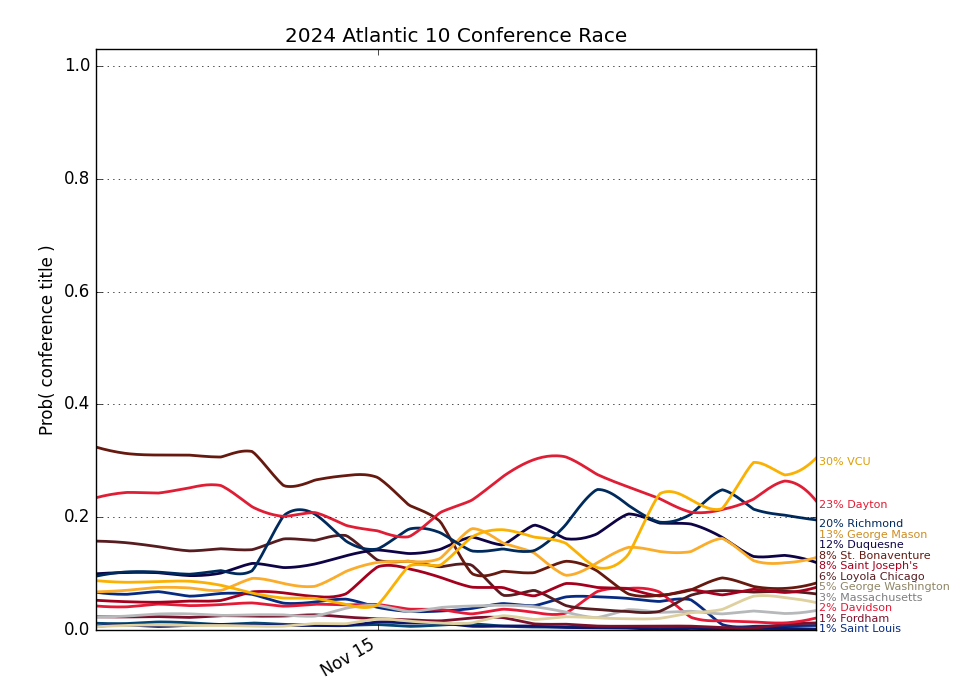 2024 Atlantic 10 Conference Race
Prob( conference title )
1.0
0.8
0.6
0.4
0.2
0.0
Nov 15
30% VCU
23% Dayton
20% Richmond
13% George Mason
12% Duquesne
8% St. Bonaventure
8% Saint Joseph's
6% Loyola Chicago
5% George Washington
3% Massachusetts
2% Davidson
1% Fordham
1% Saint Louis